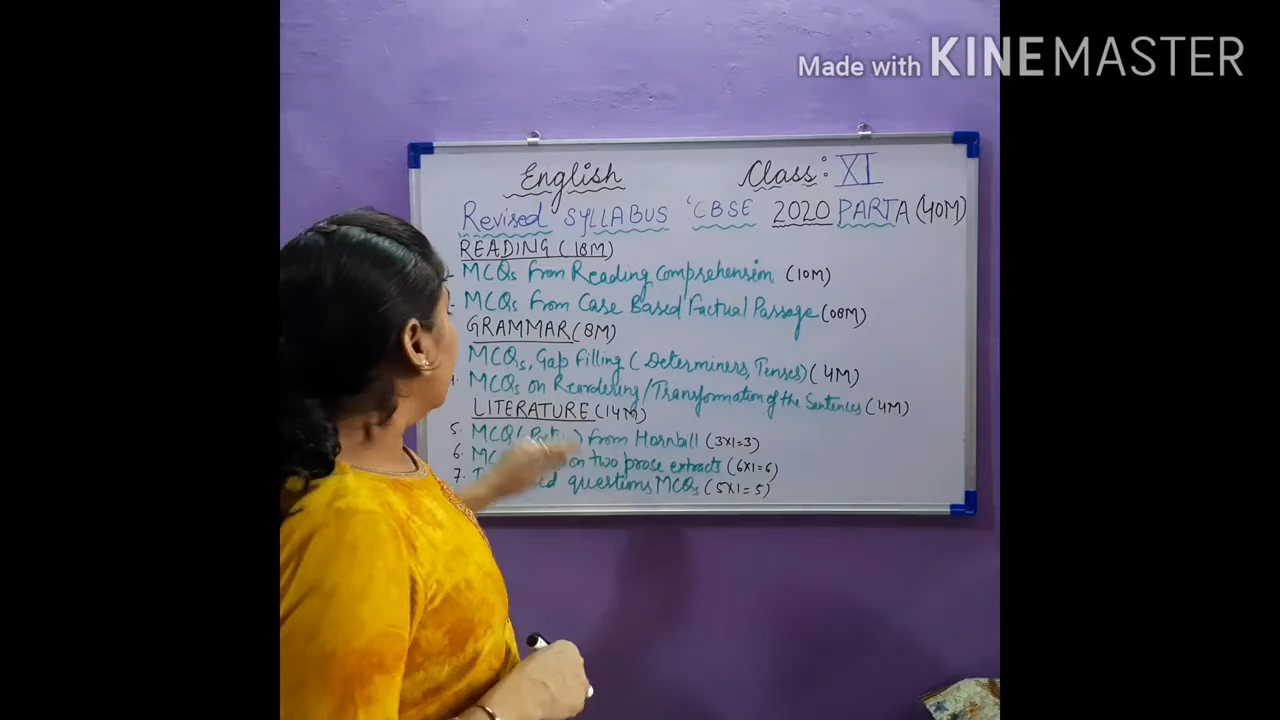 Made with KINEMASTER
English Class: XI
Revised SYLLABUS 'CBSE 2020 PART A (40M)
READING (18M)
MCQs from Reading Comprehension (10M)
MCQs from Case Based Factual Passage (08M)
GRAMMAR (8M)
MCQs, Gap filling (Determiners, Tenses) (4M)
MCQs on Reordering/Transformation of the Sentences (4M)
LITERATURE (14M)
5. MCQ( ) from Hornbill (3X1=3)
6. on two prose extracts (6X1=6)
7. questions MCQs (5X1=5)